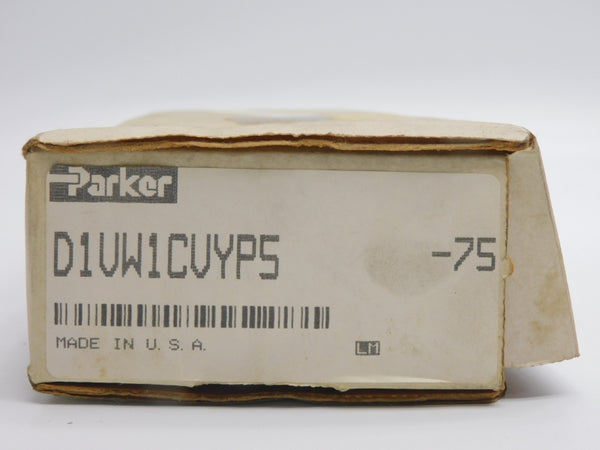 Parker
D1VW1CVYP5 -75
MADE IN U.S.A. LM